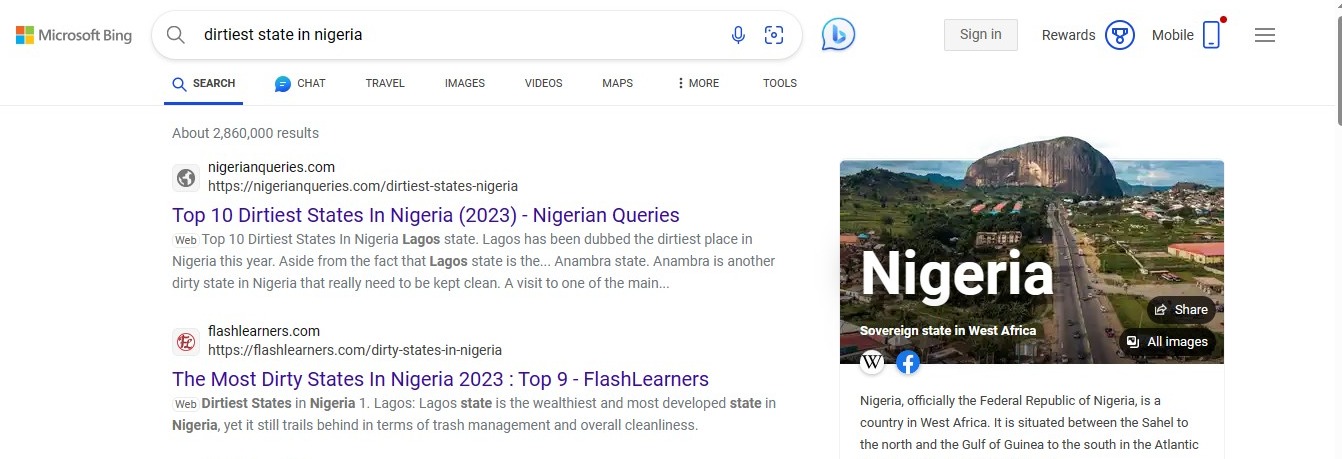 Microsoft Bing
dirtiest state in nigeria
Sign in
Rewards
Mobile
SEARCH
CHAT
TRAVEL
IMAGES
VIDEOS
MAPS
MORE
TOOLS
About 2,860,000 results
nigerianqueries.com
https://nigerianqueries.com/dirtiest-states-nigeria
Top 10 Dirtiest States In Nigeria (2023) - Nigerian Queries
Web Top 10 Dirtiest States In Nigeria Lagos state. Lagos has been dubbed the dirtiest place in
Nigeria this year. Aside from the fact that Lagos state is the... Anambra state. Anambra is another
dirty state in Nigeria that really need to be kept clean. A visit to one of the main...
flashlearners.com
https://flashlearners.com/dirty-states-in-nigeria
The Most Dirty States In Nigeria 2023 : Top 9 - FlashLearners
Web Dirtiest States in Nigeria 1. Lagos: Lagos state is the wealthiest and most developed state in
Nigeria, yet it still trails behind in terms of trash management and overall cleanliness.
Nigeria
Share
Sovereign state in West Africa
All images
W
Nigeria, officially the Federal Republic of Nigeria, is a
country in West Africa. It is situated between the Sahel to
the north and the Gulf of Guinea to the south in the Atlantic